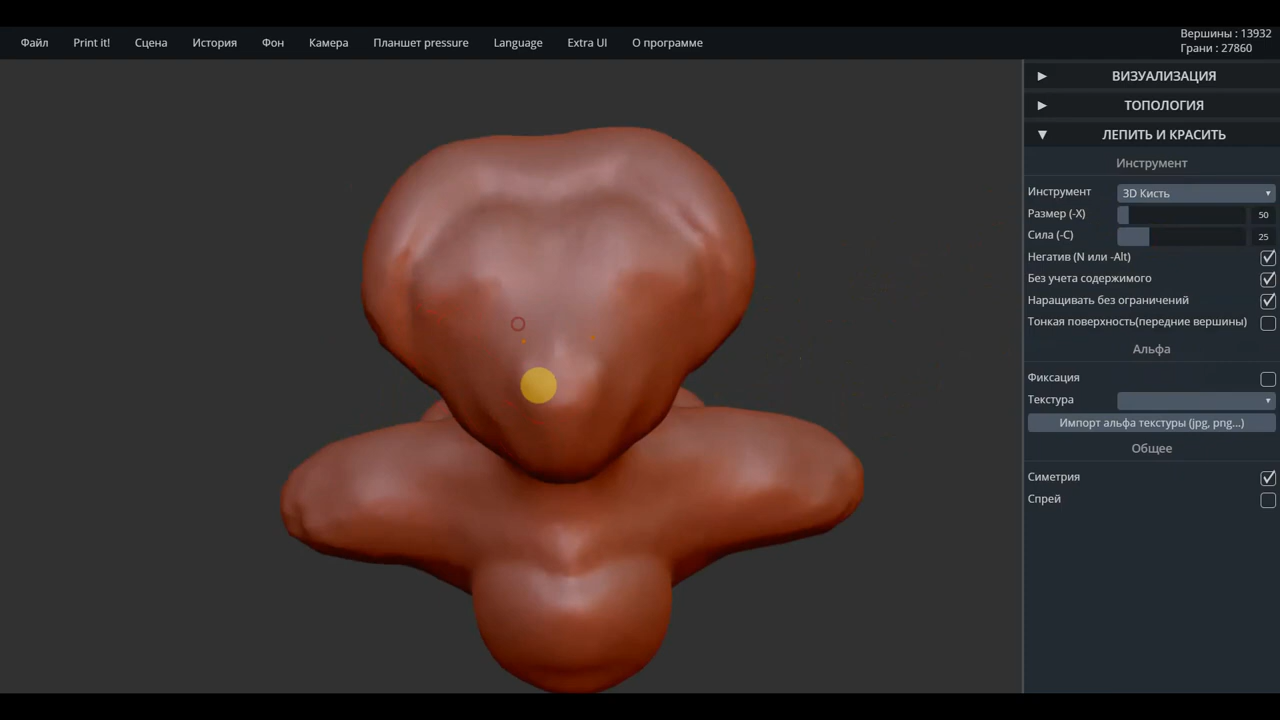 Файл Print it! Сцена История Фон Камера Планшет pressure Language Extra UI О программе
Вершины : 13932
Грани : 27860
ВИЗУАЛИЗАЦИЯ
ТОПОЛОГИЯ
ЛЕПИТЬ И КРАСИТЬ
Инструмент
Инструмент 3D Кисть
Размер (-X) 50
Сила (-C) 25
Негатив (N или -Alt)
Без учета содержимого
Наращивать без ограничений
Тонкая поверхность(передние вершины)
Альфа
Фиксация
Текстура
Импорт альфа текстуры (jpg, png...)
Общее
Симетрия
Спрей